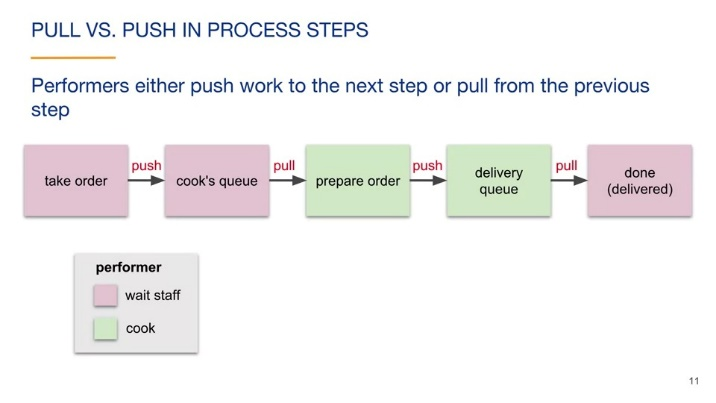 PULL VS. PUSH IN PROCESS STEPS
Performers either push work to the next step or pull from the previous
step
take order
push
cook's queue
pull
prepare order
push
delivery
queue
pull
done
(delivered)
performer
wait staff
cook
11